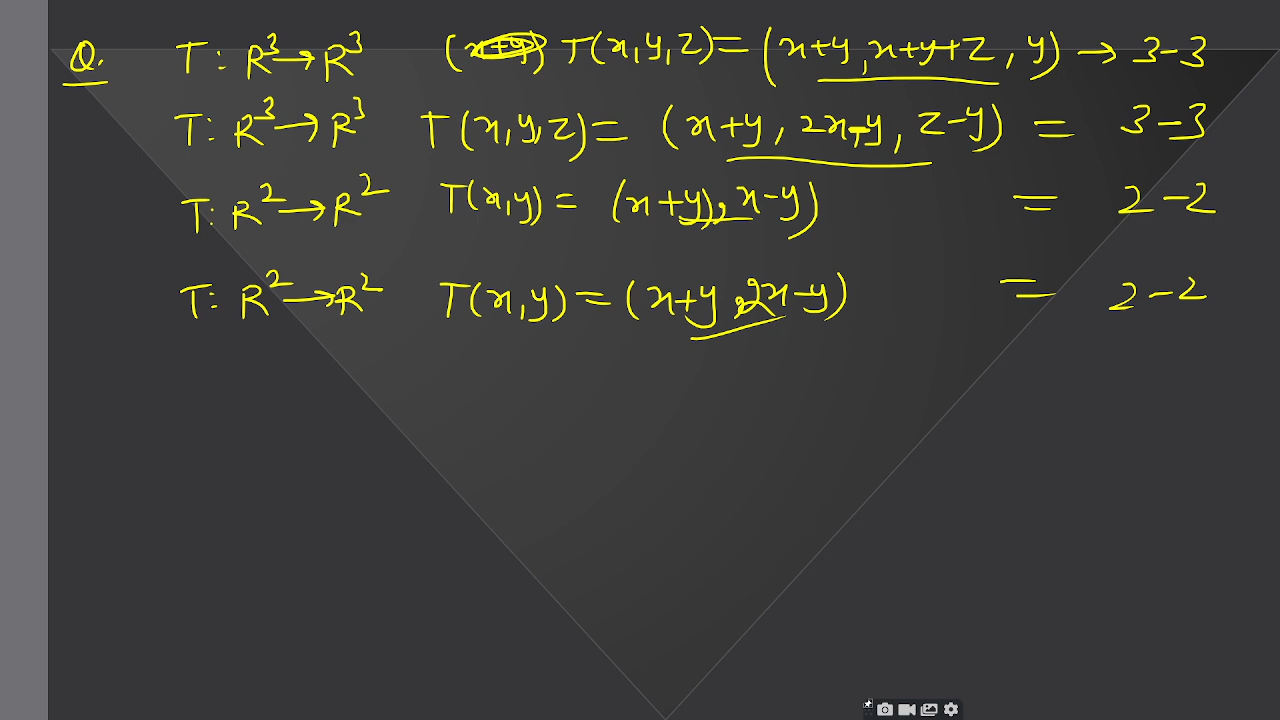 Q. T: R³→R³ T(x,y,z)=(x+y,x+y+z,y)→3-3
T: R³→R³ T(x,y,z)=(x+y,2x-y,z-y)=3-3
T: R²→R² T(x,y)=(x+y),x-y)=2-2
T: R²→R² T(x,y)=(x+y,2x-y)=2-2